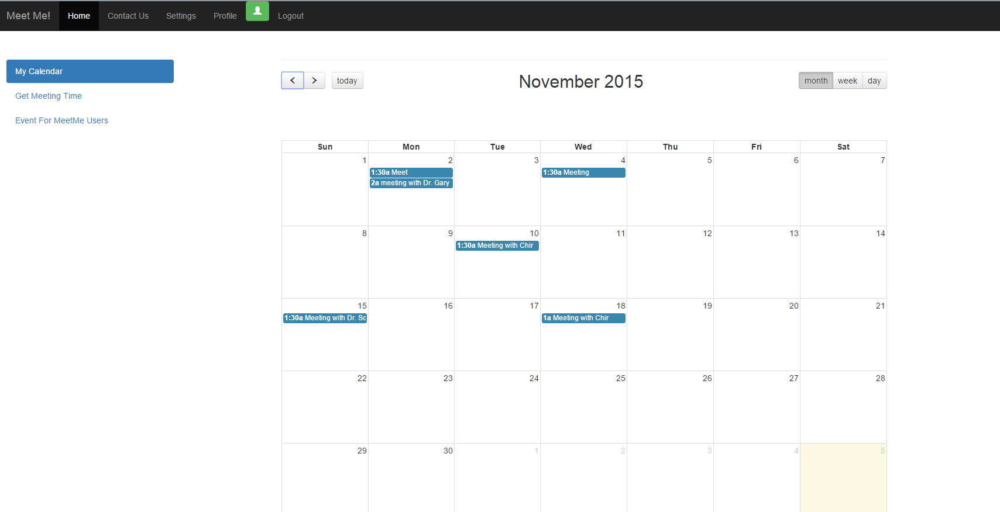 Meet Me! Home Contact Us Settings Profile Logout
My Calendar
Get Meeting Time
Event For MeetMe Users
today
November 2015
month week day
Sun Mon Tue Wed Thu Fri Sat
1 2 3 4 5 6 7
1:30a Meet
2a meeting with Dr. Gary
1:30a Meeting
8 9 10 11 12 13 14
1:30a Meeting with Chir
15 16 17 18 19 20 21
1:30a Meeting with Dr. Sc
1a Meeting with Chir
22 23 24 25 26 27 28
29 30 1 2 3 4 5